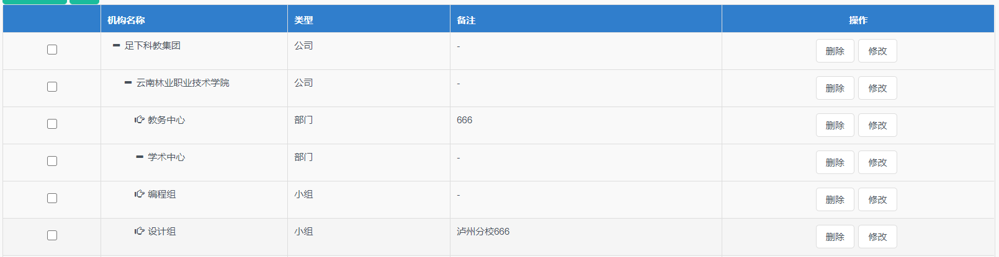 机构名称 类型 备注 操作
足下科教集团 公司 - 删除 修改
云南林业职业技术学院 公司 - 删除 修改
教务中心 部门 666 删除 修改
学术中心 部门 - 删除 修改
编程组 小组 - 删除 修改
设计组 小组 泸州分校666 删除 修改